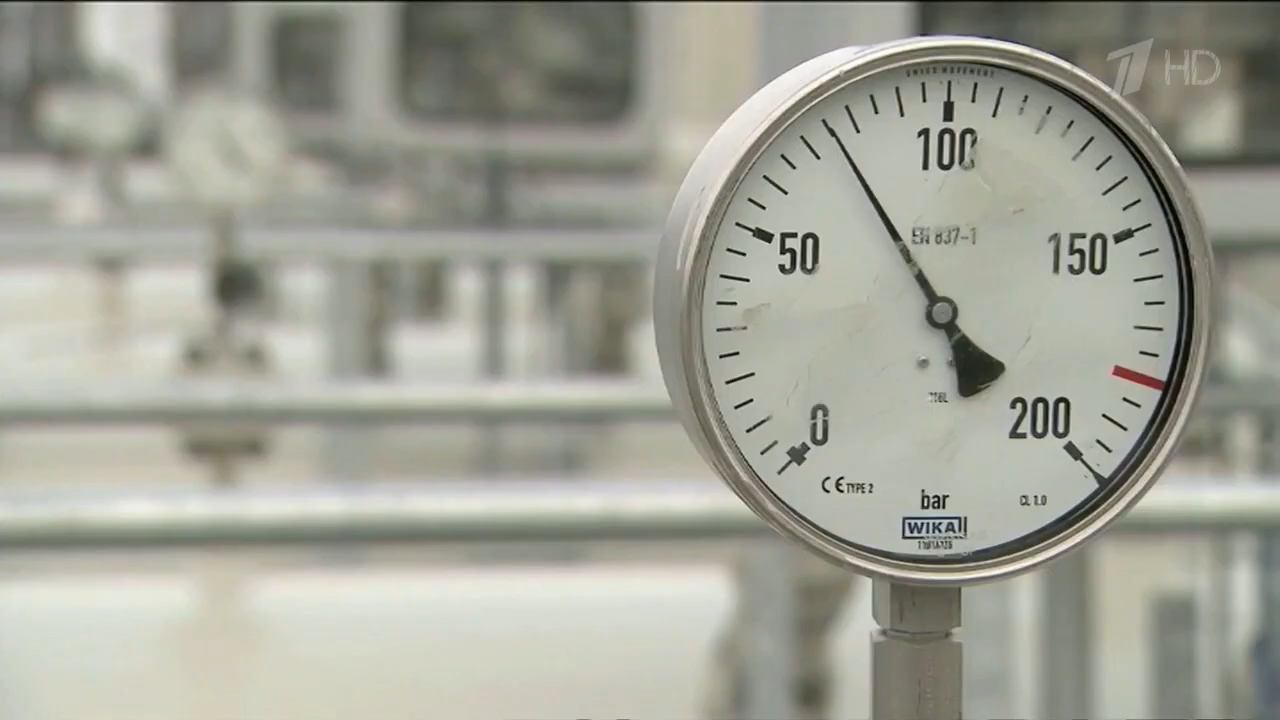 1 HD
SWISS MOVEMENT
100
EN 837-1
50
150
0
200
CE TYPE 2
bar
CL 1.0
WIKA